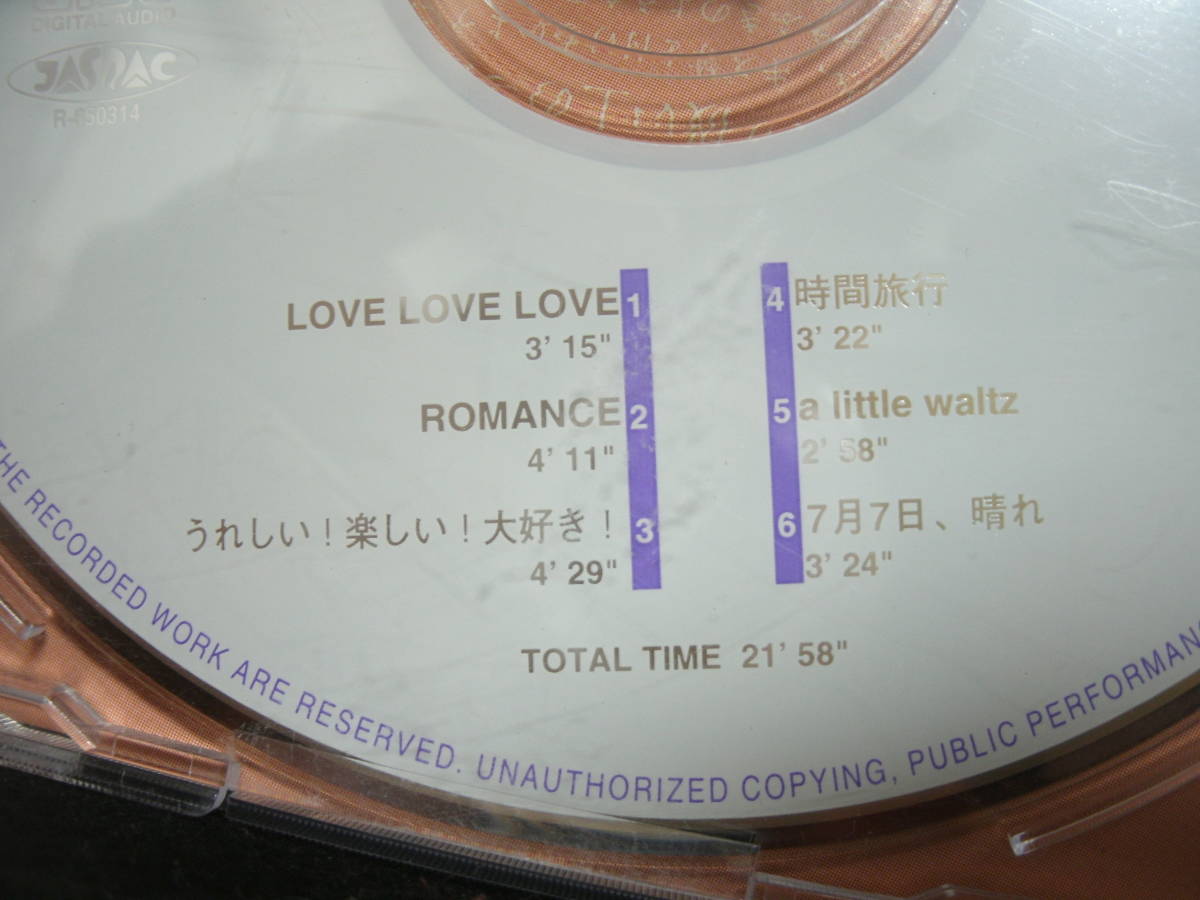 DIGITAL AUDIO
JASRAC
LOVE LOVE LOVE 1
3' 15"
ROMANCE 2
4' 11"
うれしい！楽しい！大好き！ 3
4' 29"
4 時間旅行
3' 22"
5 a little waltz
2' 58"
6 7月7日、晴れ
3' 24"
TOTAL TIME 21' 58"
THE RECORDED WORK ARE RESERVED. UNAUTHORIZED COPYING, PUBLIC